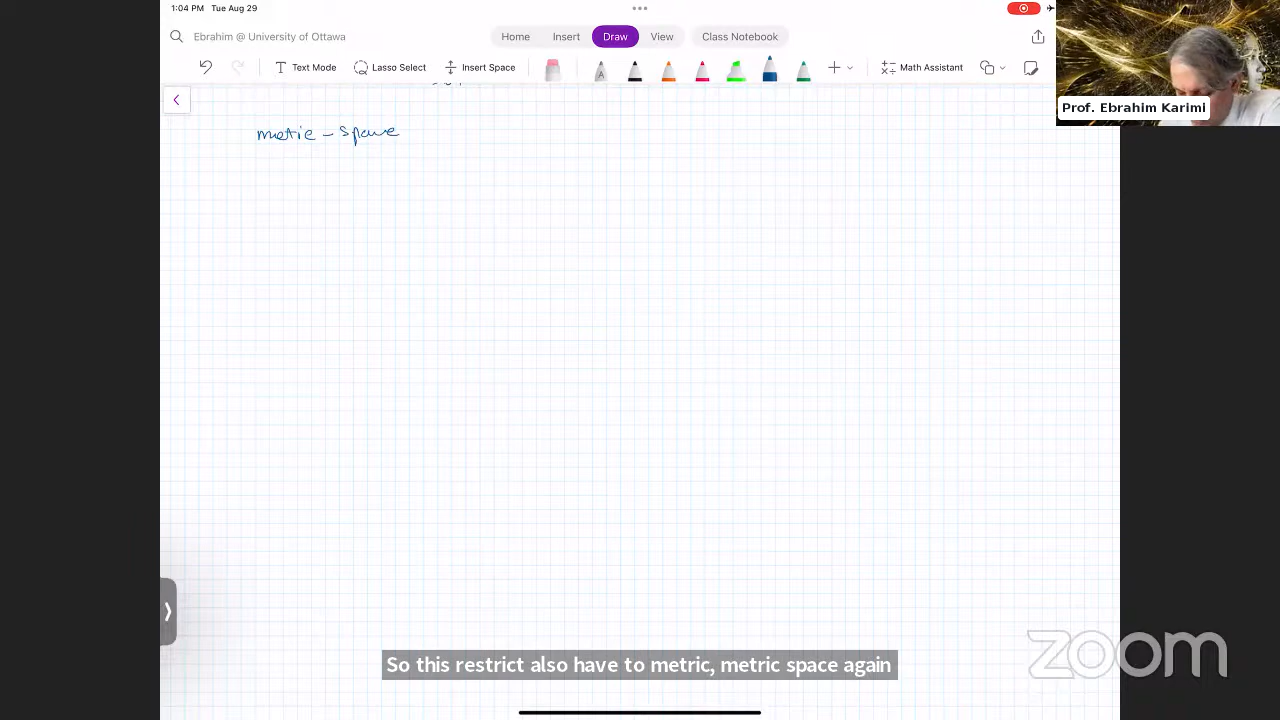 1:04 PM Tue Aug 29
Ebrahim @ University of Ottawa
Home Insert Draw View Class Notebook
Text Mode Lasso Select Insert Space A Math Assistant
Prof. Ebrahim Karimi
metric - space
zoom
So this restrict also have to metric, metric space again